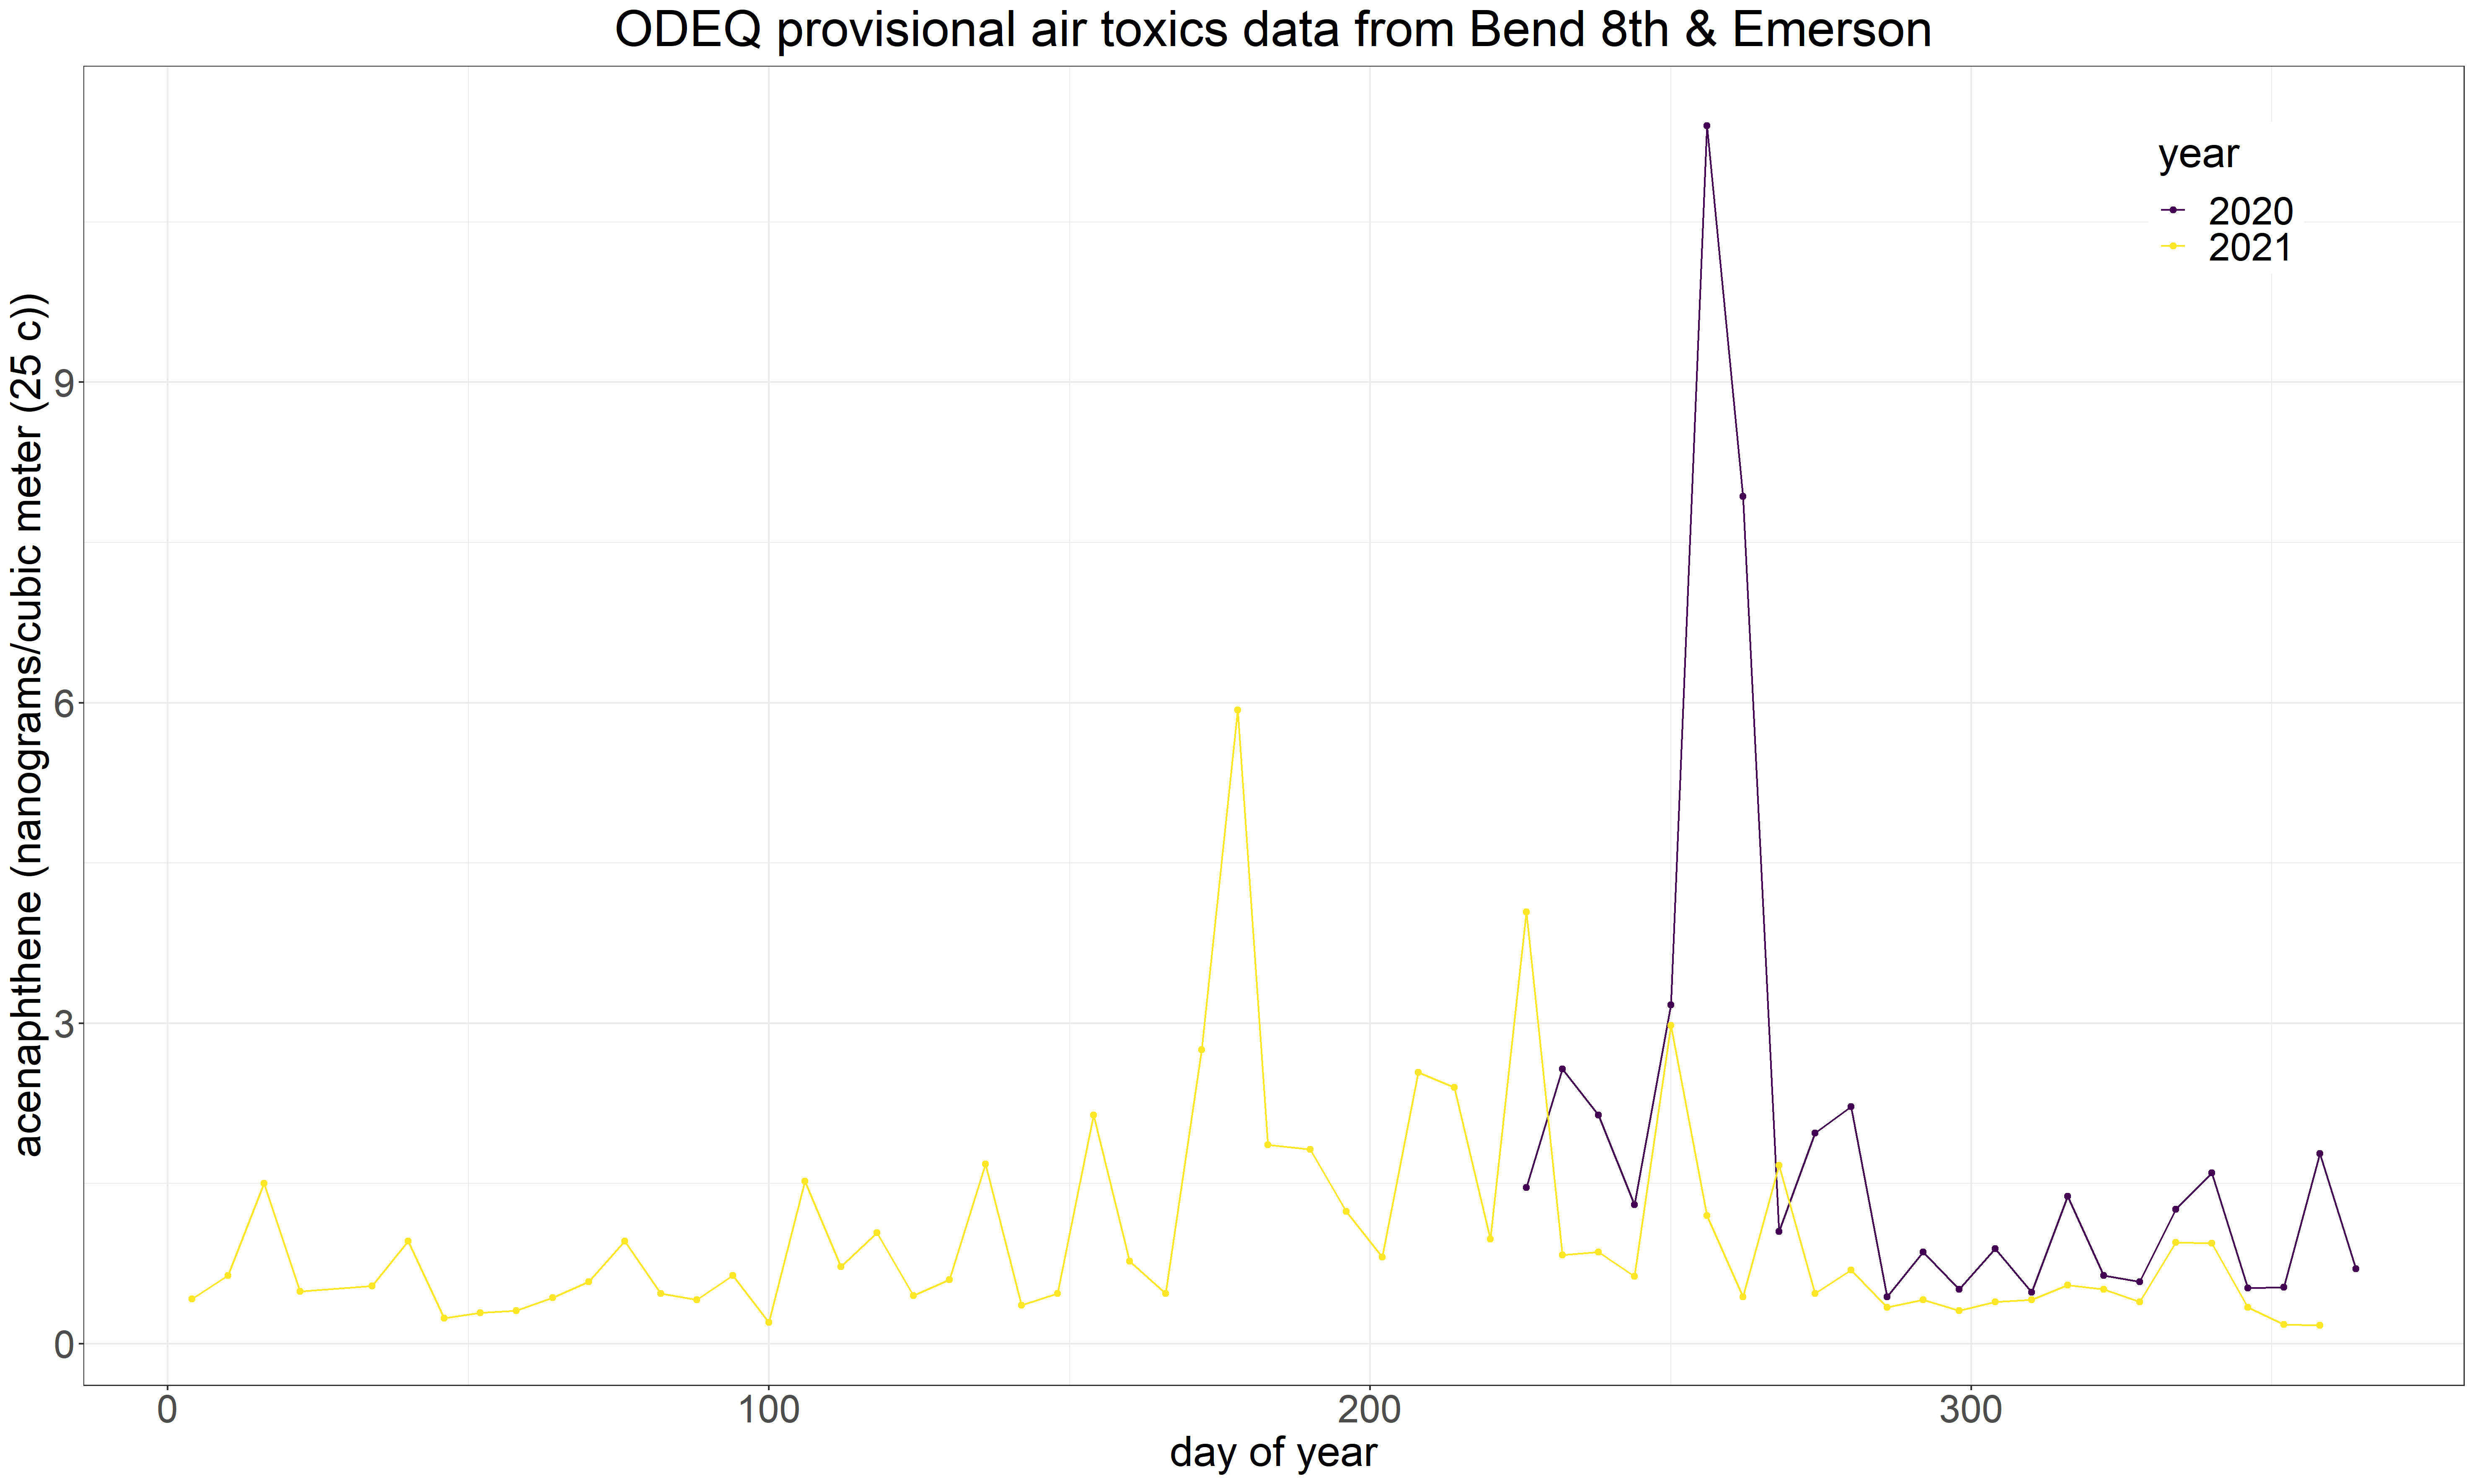 ODEQ provisional air toxics data from Bend 8th & Emerson
acenaphthene (nanograms/cubic meter (25 c))
9
6
3
0
year
2020
2021
0 100 200 300
day of year